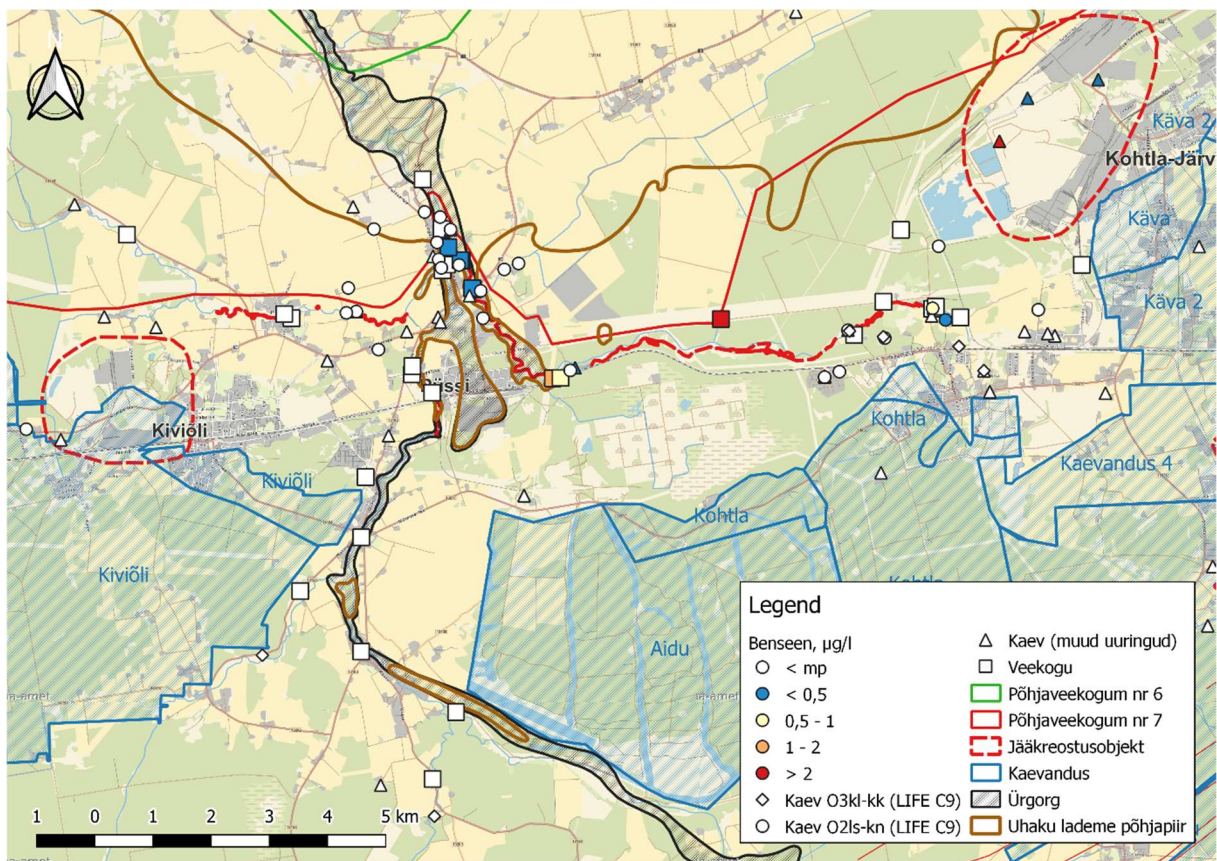 N
Käva 2
Kohtla-Järv
Käva
Käva 2
Püssi
Kiviõli
Kohtla
Kaevandus 4
Kiviõli
Kohtla
Kiviõli
Kohtla
Aidu
Legend
Benseen, µg/l
< mp
< 0,5
0,5 - 1
1 - 2
> 2
Kaev O3kl-kk (LIFE C9)
Kaev O2ls-kn (LIFE C9)
Kaev (muud uuringud)
Veekogu
Põhjaveekogum nr 6
Põhjaveekogum nr 7
Jääkreostusobjekt
Kaevandus
Ürgorg
Uhaku lademe põhjapiir
1 0 1 2 3 4 5 km